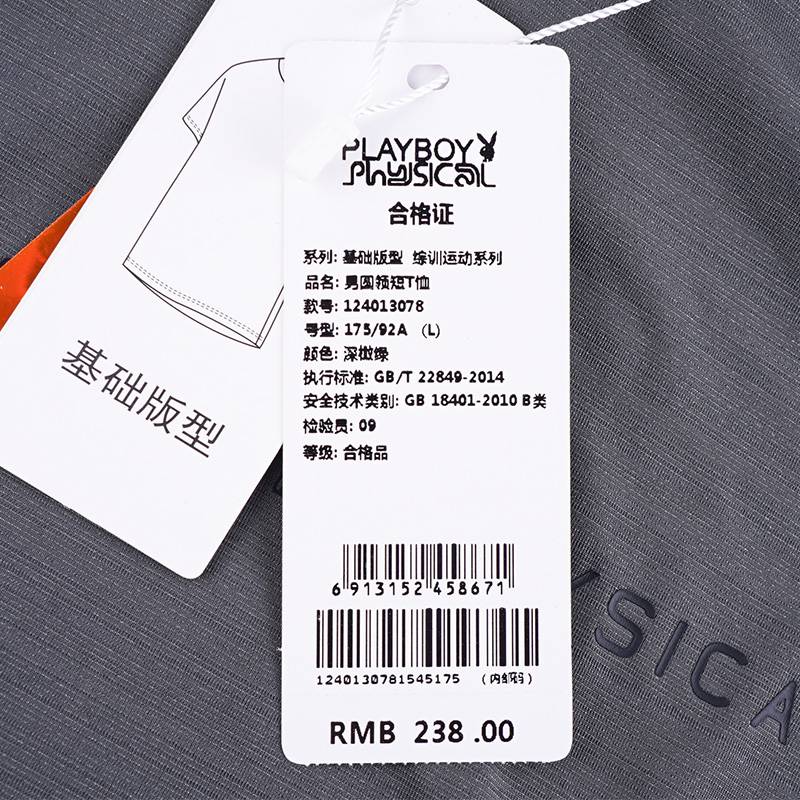 PLAYBOY
PhYSICAL
合格证
系列: 基础版型 综训运动系列
品名: 男圆领短T恤
款号: 124013078
号型: 175/92A （L）
颜色: 深橄绿
执行标准: GB/T 22849-2014
安全技术类别: GB 18401-2010 B类
检验员: 09
等级: 合格品
6 913152 458671
1240130781545175 （内部码）
RMB 238 .00
基础版型
YSICA